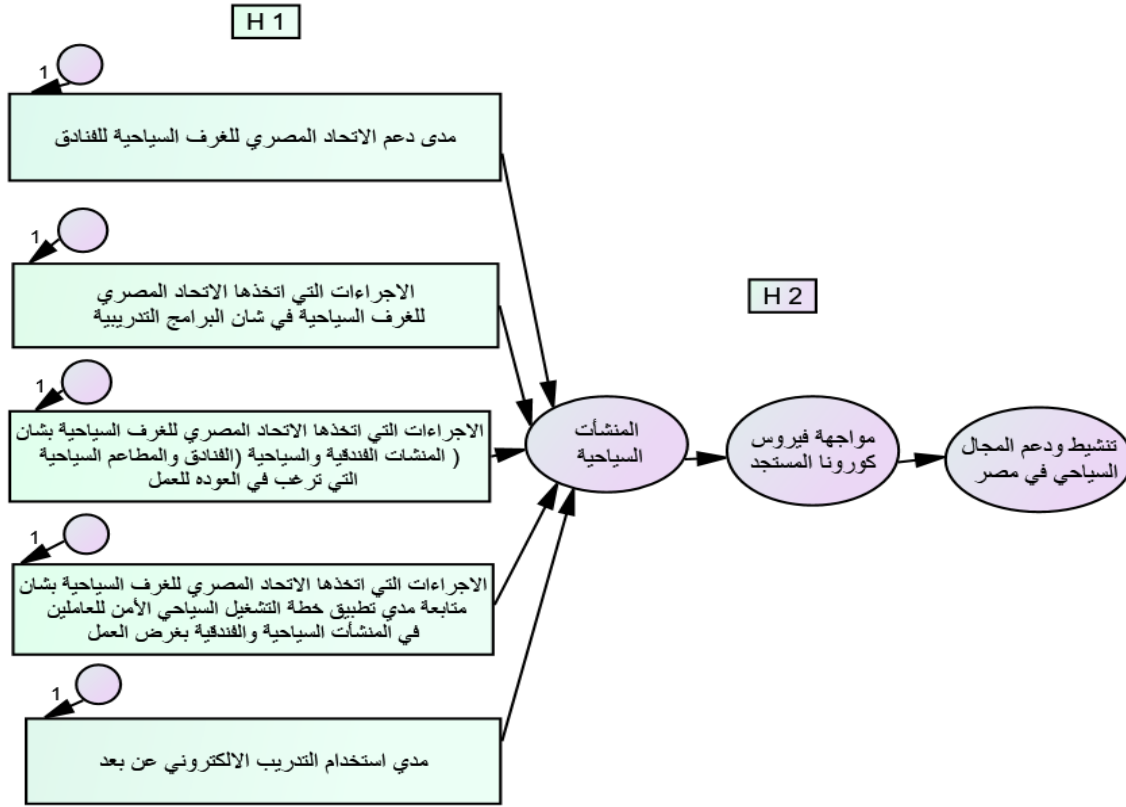 H 1
1
مدى دعم الاتحاد المصري للغرف السياحية للفنادق
1
الاجراءات التي اتخذها الاتحاد المصري
للغرف السياحية في شان البرامج التدريبية
1
الاجراءات التي اتخذها الاتحاد المصري للغرف السياحية بشان
( المنشات الفندقية والسياحية (الفنادق والمطاعم السياحية
التي ترغب في العوده للعمل
1
الاجراءات التي اتخذها الاتحاد المصري للغرف السياحية بشان
متابعة مدي تطبيق خطة التشغيل السياحي الأمن للعاملين
في المنشأت السياحية والفندقية بغرض العمل
1
مدي استخدام التدريب الالكتروني عن بعد
المنشأت
السياحية
H 2
مواجهة فيروس
كورونا المستجد
تنشيط ودعم المجال
السياحي في مصر